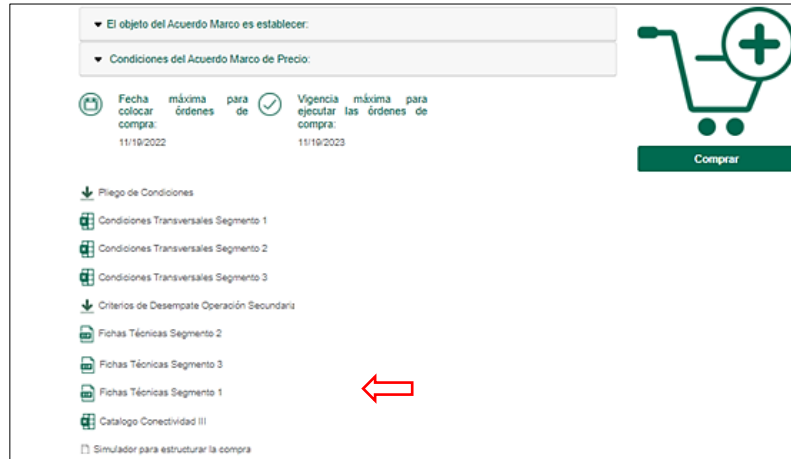 El objeto del Acuerdo Marco es establecer:
Condiciones del Acuerdo Marco de Precio:
Fecha máxima para
colocar órdenes de
compra:
11/19/2022
Vigencia máxima para
ejecutar las órdenes de
compra:
11/19/2023
Comprar
Pliego de Condiciones
Condiciones Transversales Segmento 1
Condiciones Transversales Segmento 2
Condiciones Transversales Segmento 3
Criterios de Desempate Operación Secundaria
Fichas Técnicas Segmento 2
Fichas Técnicas Segmento 3
Fichas Técnicas Segmento 1
Catalogo Conectividad III
Simulador para estructurar la compra